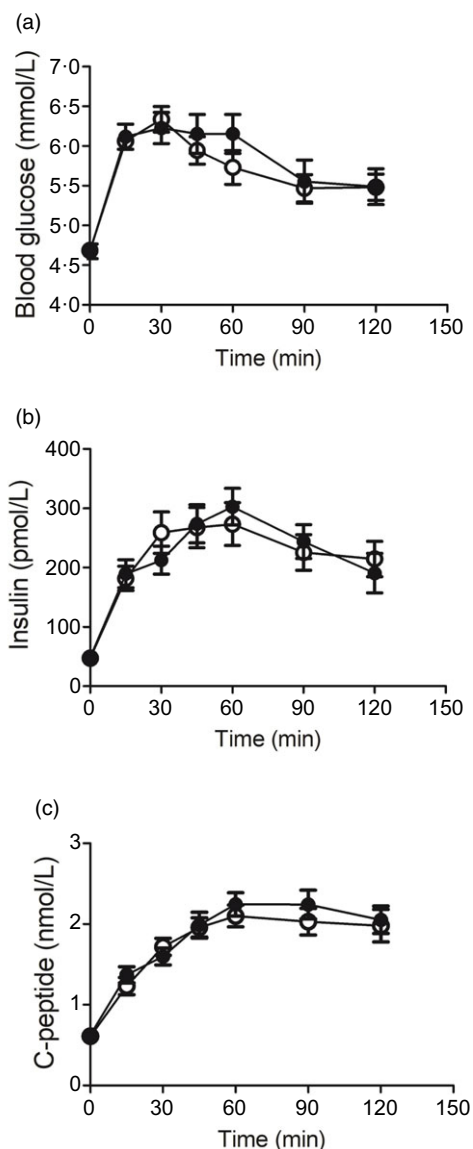 (a)
7·0
6·5
6·0
5·5
5·0
4·5
4·0
Blood glucose (mmol/L)
0 30 60 90 120 150
Time (min)
(b)
400
300
200
100
0
Insulin (pmol/L)
0 30 60 90 120 150
Time (min)
(c)
3
2
1
0
C-peptide (nmol/L)
0 30 60 90 120 150
Time (min)